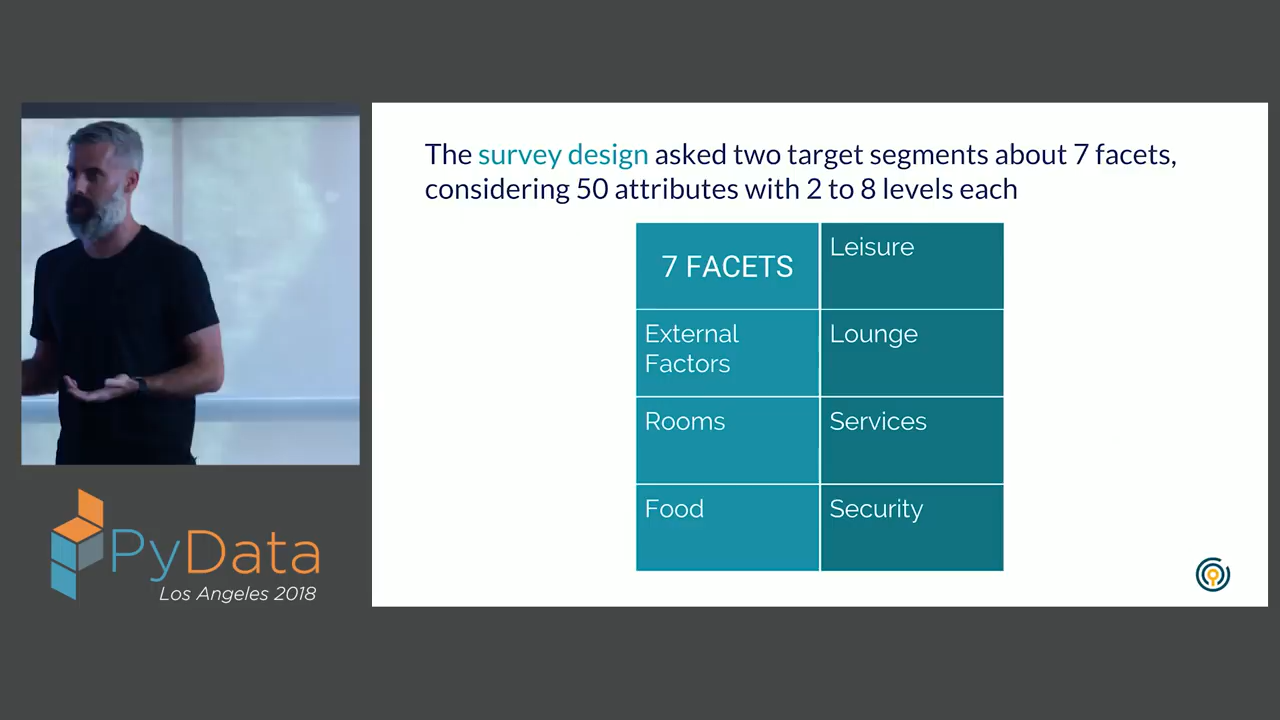 The survey design asked two target segments about 7 facets,
considering 50 attributes with 2 to 8 levels each
7 FACETS
Leisure
External
Factors
Lounge
Rooms
Services
Food
Security
PyData
Los Angeles 2018